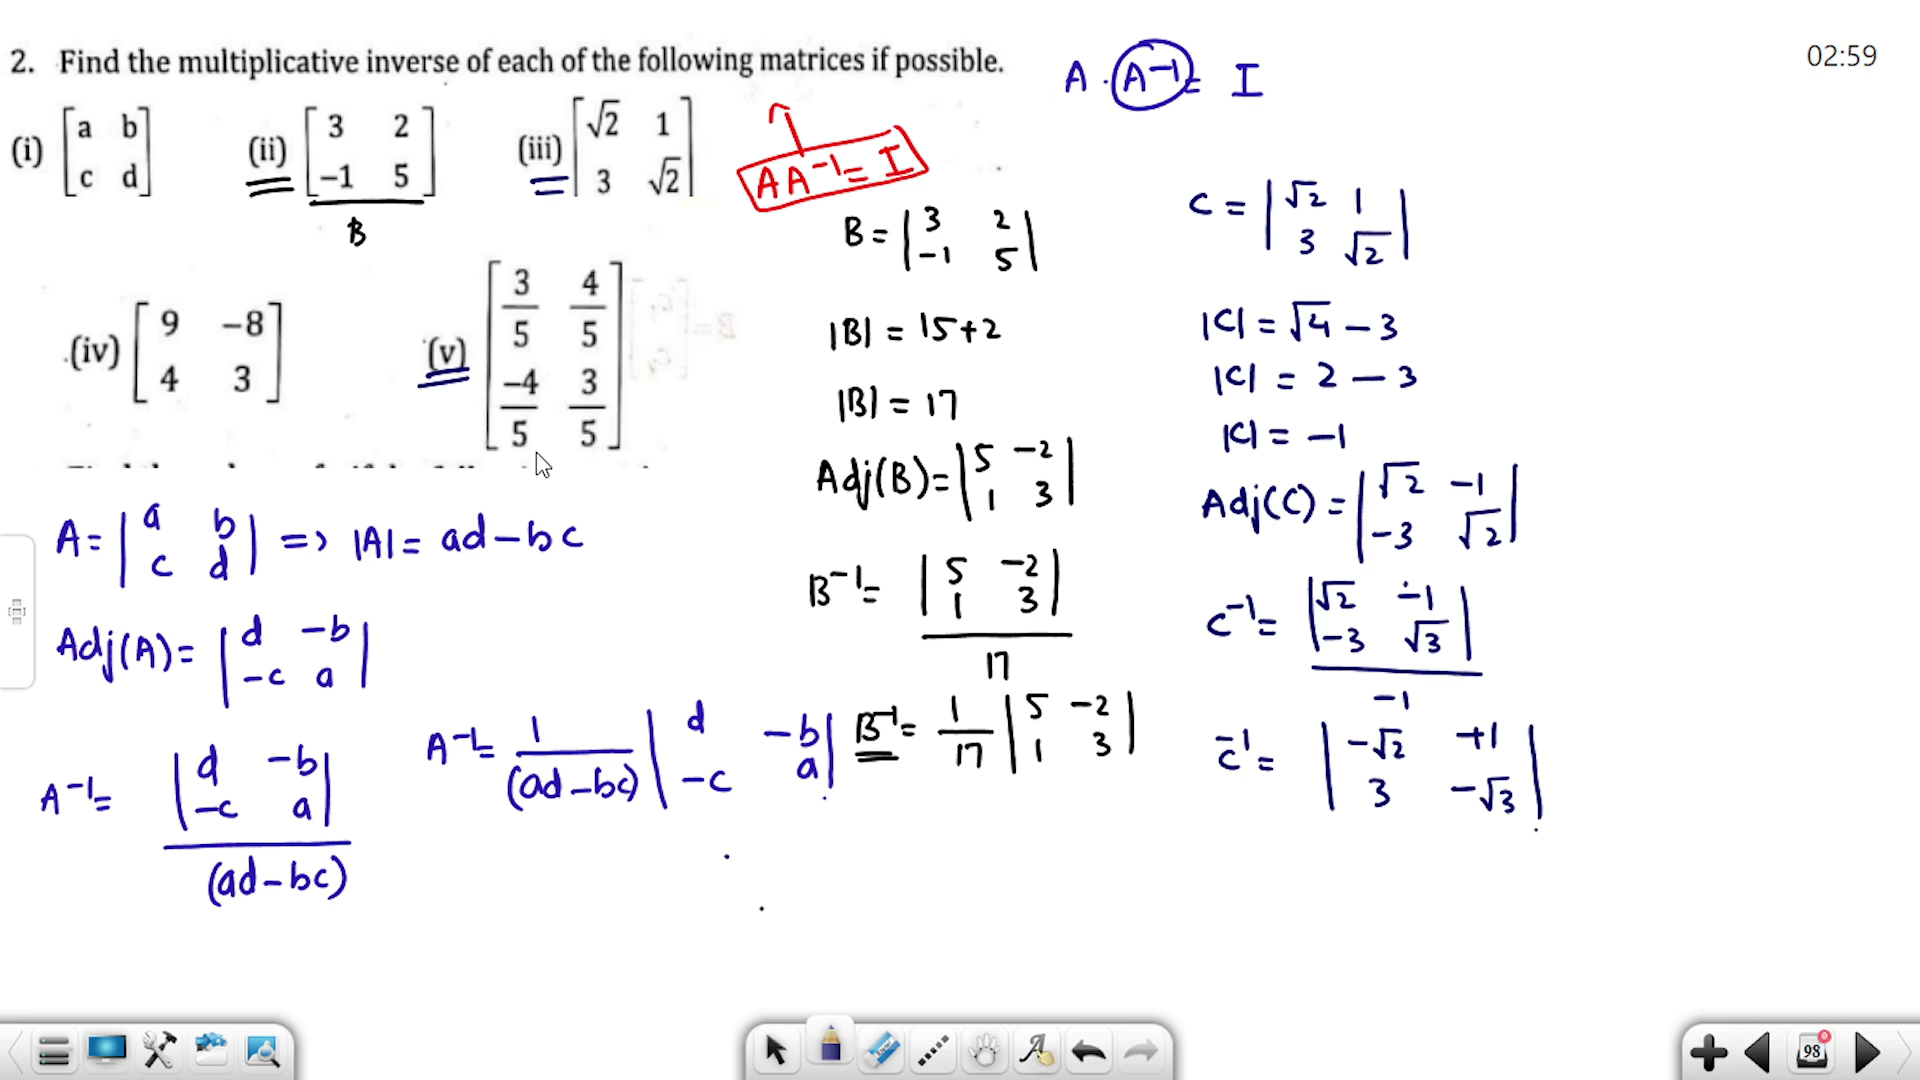 02:59
2. Find the multiplicative inverse of each of the following matrices if possible.
A · A⁻¹ = I
(i) [a b
c d]
(ii) [3 2
-1 5]
B
(iii) [√2 1
3 √2]
AA⁻¹ = I
(iv) [9 -8
4 3]
(v) [3/5 4/5
-4/5 3/5]
A = |a b
c d| => |A| = ad - bc
Adj(A) = |d -b
-c a|
A⁻¹ = |d -b
-c a|
(ad - bc)
A⁻¹ = 1/(ad - bc) |d -b
-c a|
B = |3 2
-1 5|
|B| = 15 + 2
|B| = 17
Adj(B) = |5 -2
1 3|
B⁻¹ = |5 -2
1 3|
17
B⁻¹ = 1/17 |5 -2
1 3|
C = |√2 1
3 √2|
|C| = √4 - 3
|C| = 2 - 3
|C| = -1
Adj(C) = |√2 -1
-3 √2|
C⁻¹ = |√2 -1
-3 √3|
-1
C⁻¹ = |-√2 +1
3 -√3|
98